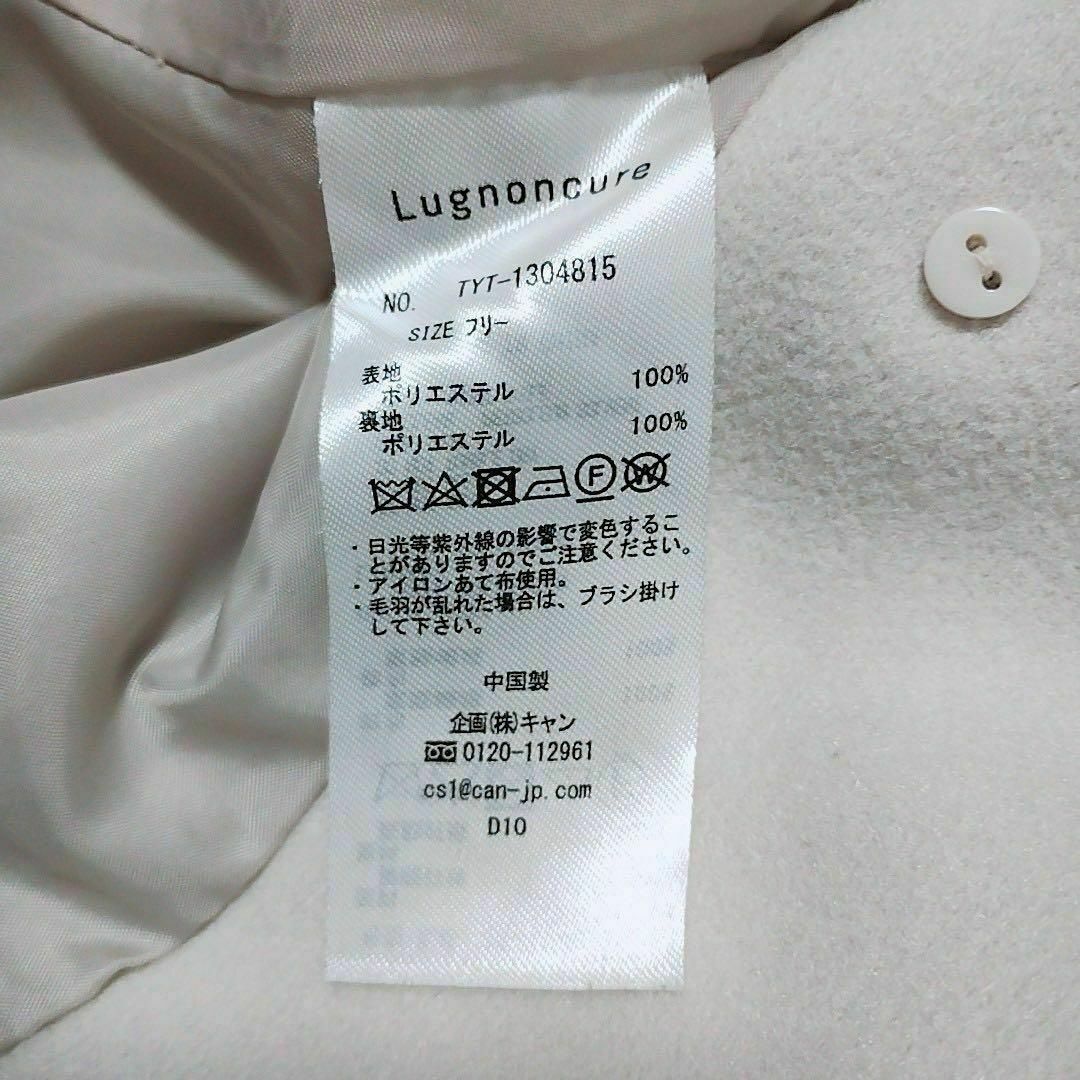 Lugnoncure
NO. TYT-1304815
SIZE フリー
表地
ポリエステル 100%
裏地
ポリエステル 100%
F W
・日光等紫外線の影響で変色するこ
とがありますのでご注意ください。
・アイロンあて布使用。
・毛羽が乱れた場合は、ブラシ掛け
して下さい。
中国製
企画(株)キャン
0120-112961
cs1@can-jp.com
D10